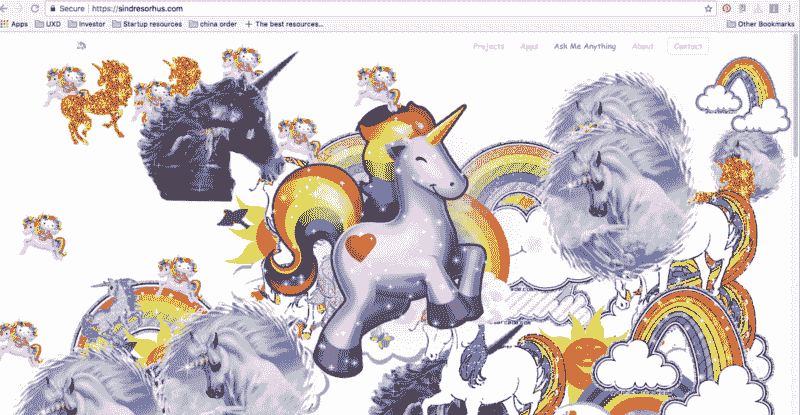 Secure | https://sindresorhus.com
Apps UXD Investor Startup resources china order The best resources... Other Bookmarks
Projects Apps Ask Me Anything About Contact